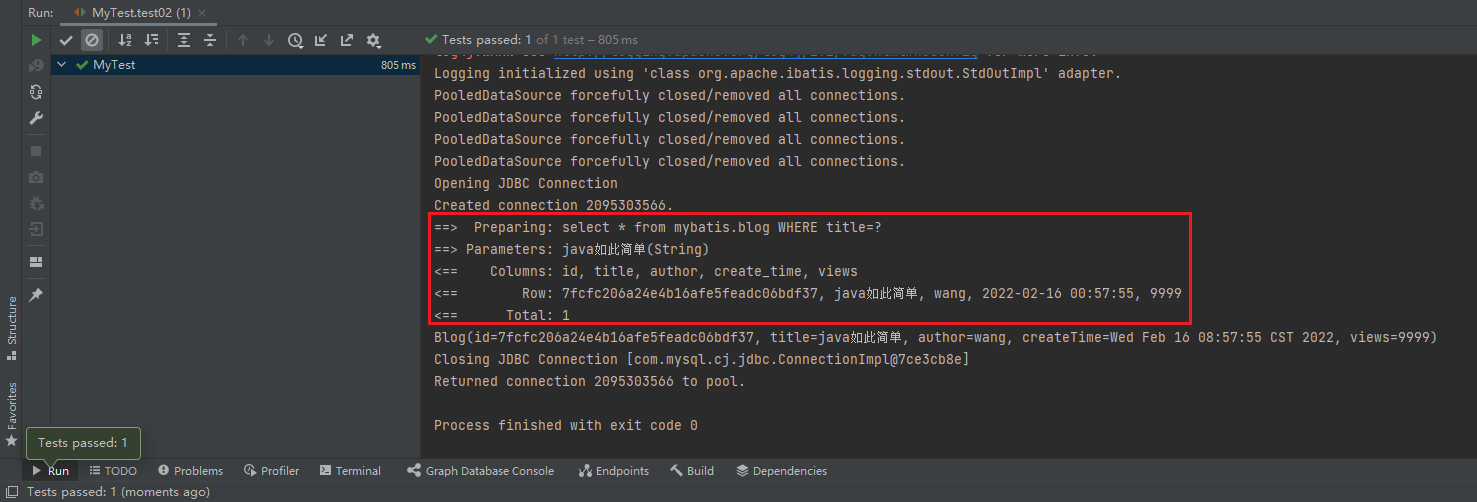 Run: MyTest.test02 (1)
Tests passed: 1 of 1 test – 805 ms
MyTest 805 ms
Logging initialized using 'class org.apache.ibatis.logging.stdout.StdOutImpl' adapter.
PooledDataSource forcefully closed/removed all connections.
PooledDataSource forcefully closed/removed all connections.
PooledDataSource forcefully closed/removed all connections.
PooledDataSource forcefully closed/removed all connections.
Opening JDBC Connection
Created connection 2095303566.
==>  Preparing: select * from mybatis.blog WHERE title=?
==> Parameters: java如此简单(String)
<==    Columns: id, title, author, create_time, views
<==        Row: 7fcfc206a24e4b16afe5feadc06bdf37, java如此简单, wang, 2022-02-16 00:57:55, 9999
<==      Total: 1
Blog(id=7fcfc206a24e4b16afe5feadc06bdf37, title=java如此简单, author=wang, createTime=Wed Feb 16 08:57:55 CST 2022, views=9999)
Closing JDBC Connection [com.mysql.cj.jdbc.ConnectionImpl@7ce3cb8e]
Returned connection 2095303566 to pool.
Process finished with exit code 0
Structure
Favorites
Tests passed: 1
Run TODO Problems Profiler Terminal Graph Database Console Endpoints Build Dependencies
Tests passed: 1 (moments ago)